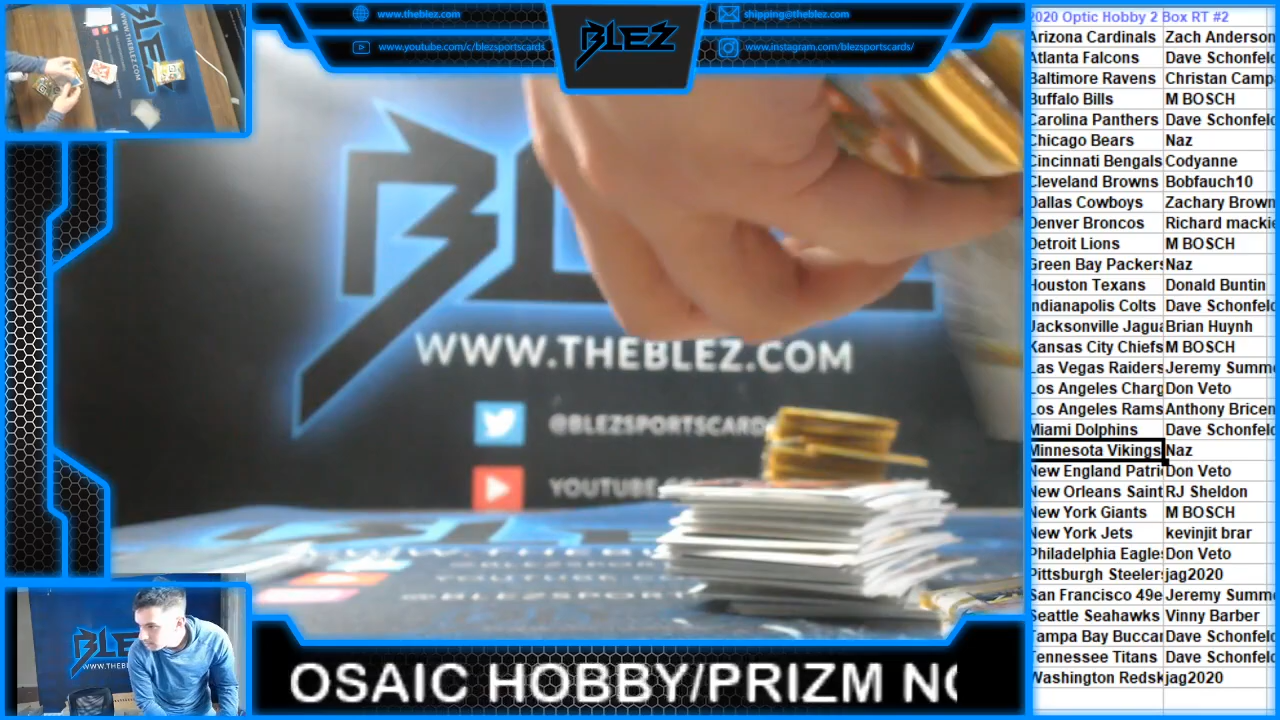 www.theblez.com
www.youtube.com/c/blezsportscards
BLEZ
shipping@theblez.com
www.instagram.com/blezsportscards/
WWW.THEBLEZ.COM
@BLEZSPORTSCARD
YOUTUBE
OSAIC HOBBY/PRIZM NO
2020 Optic Hobby 2 Box RT #2
Arizona Cardinals Zach Anderson
Atlanta Falcons Dave Schonfeld
Baltimore Ravens Christan Camp
Buffalo Bills M BOSCH
Carolina Panthers Dave Schonfeld
Chicago Bears Naz
Cincinnati Bengals Codyanne
Cleveland Browns Bobfauch10
Dallas Cowboys Zachary Brown
Denver Broncos Richard mackie
Detroit Lions M BOSCH
Green Bay Packers Naz
Houston Texans Donald Buntin
Indianapolis Colts Dave Schonfeld
Jacksonville Jagua Brian Huynh
Kansas City Chiefs M BOSCH
Las Vegas Raiders Jeremy Summe
Los Angeles Charg Don Veto
Los Angeles Rams Anthony Bricen
Miami Dolphins Dave Schonfeld
Minnesota Vikings Naz
New England Patri Don Veto
New Orleans Saint RJ Sheldon
New York Giants M BOSCH
New York Jets kevinjit brar
Philadelphia Eagles Don Veto
Pittsburgh Steelers jag2020
San Francisco 49e Jeremy Summe
Seattle Seahawks Vinny Barber
Tampa Bay Buccar Dave Schonfeld
Tennessee Titans Dave Schonfeld
Washington Redsk jag2020